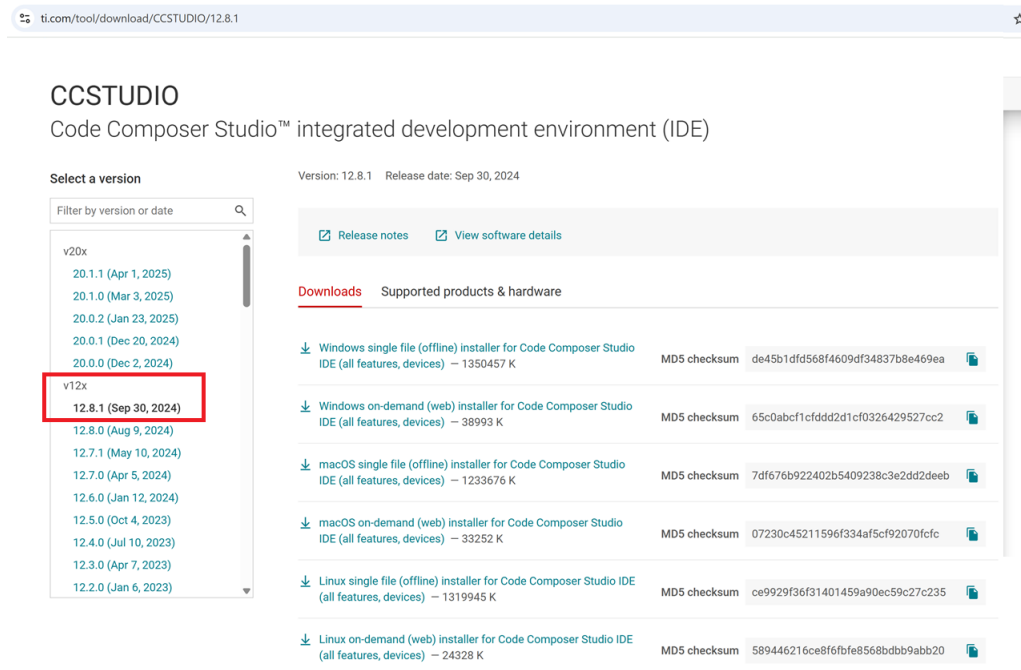 ti.com/tool/download/CCSTUDIO/12.8.1
CCSTUDIO
Code Composer Studio™ integrated development environment (IDE)
Select a version
Filter by version or date
v20x
20.1.1 (Apr 1, 2025)
20.1.0 (Mar 3, 2025)
20.0.2 (Jan 23, 2025)
20.0.1 (Dec 20, 2024)
20.0.0 (Dec 2, 2024)
v12x
12.8.1 (Sep 30, 2024)
12.8.0 (Aug 9, 2024)
12.7.1 (May 10, 2024)
12.7.0 (Apr 5, 2024)
12.6.0 (Jan 12, 2024)
12.5.0 (Oct 4, 2023)
12.4.0 (Jul 10, 2023)
12.3.0 (Apr 7, 2023)
12.2.0 (Jan 6, 2023)
Version: 12.8.1 Release date: Sep 30, 2024
Release notes View software details
Downloads Supported products & hardware
Windows single file (offline) installer for Code Composer Studio
IDE (all features, devices) — 1350457 K
MD5 checksum de45b1dfd568f4609df34837b8e469ea
Windows on-demand (web) installer for Code Composer Studio
IDE (all features, devices) — 38993 K
MD5 checksum 65c0abcf1cfddd2d1cf0326429527cc2
macOS single file (offline) installer for Code Composer Studio
IDE (all features, devices) — 1233676 K
MD5 checksum 7df676b922402b5409238c3e2dd2deeb
macOS on-demand (web) installer for Code Composer Studio
IDE (all features, devices) — 33252 K
MD5 checksum 07230c45211596f334af5cf92070fcfc
Linux single file (offline) installer for Code Composer Studio IDE
(all features, devices) — 1319945 K
MD5 checksum ce9929f36f31401459a90ec59c27c235
Linux on-demand (web) installer for Code Composer Studio IDE
(all features, devices) — 24328 K
MD5 checksum 589446216ce8f6fbfe8568bdbb9abb20